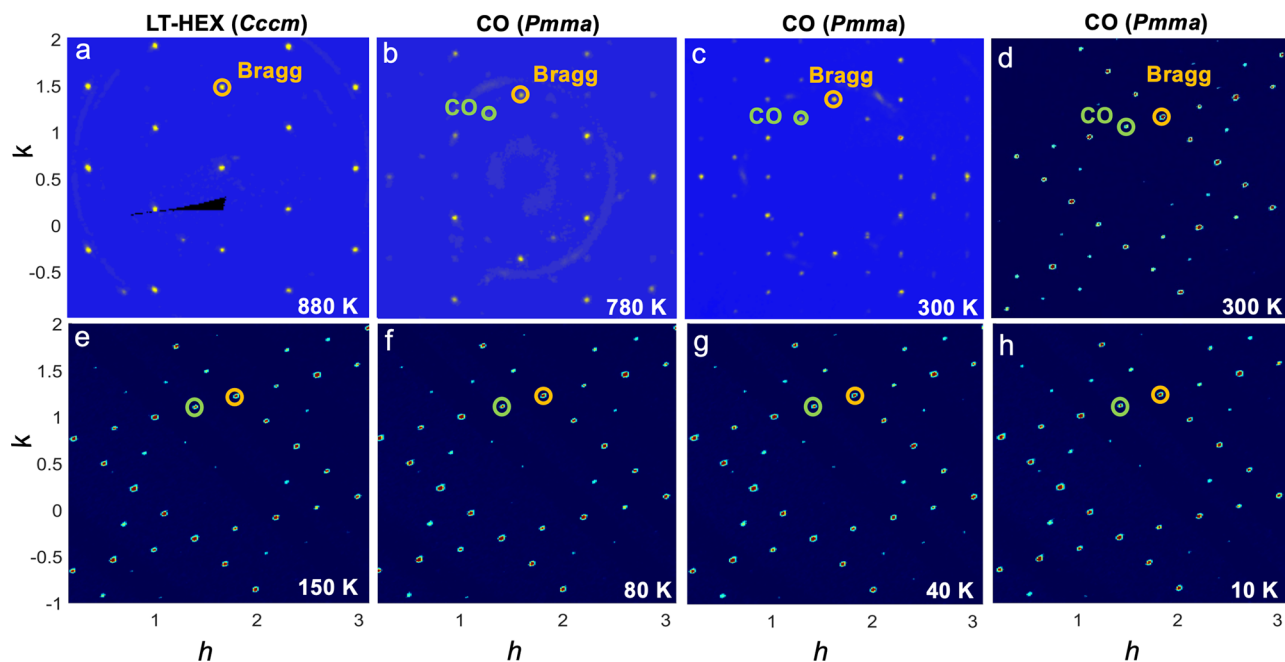 LT-HEX (Cccm)
CO (Pmma)
CO (Pmma)
CO (Pmma)
a
Bragg
880 K
b
Bragg
CO
780 K
c
Bragg
CO
300 K
d
Bragg
CO
300 K
2
1.5
1
0.5
0
-0.5
k
e
150 K
f
80 K
g
40 K
h
10 K
2
1.5
1
0.5
0
-0.5
-1
k
1 2 3
1 2 3
1 2 3
1 2 3
h
h
h
h